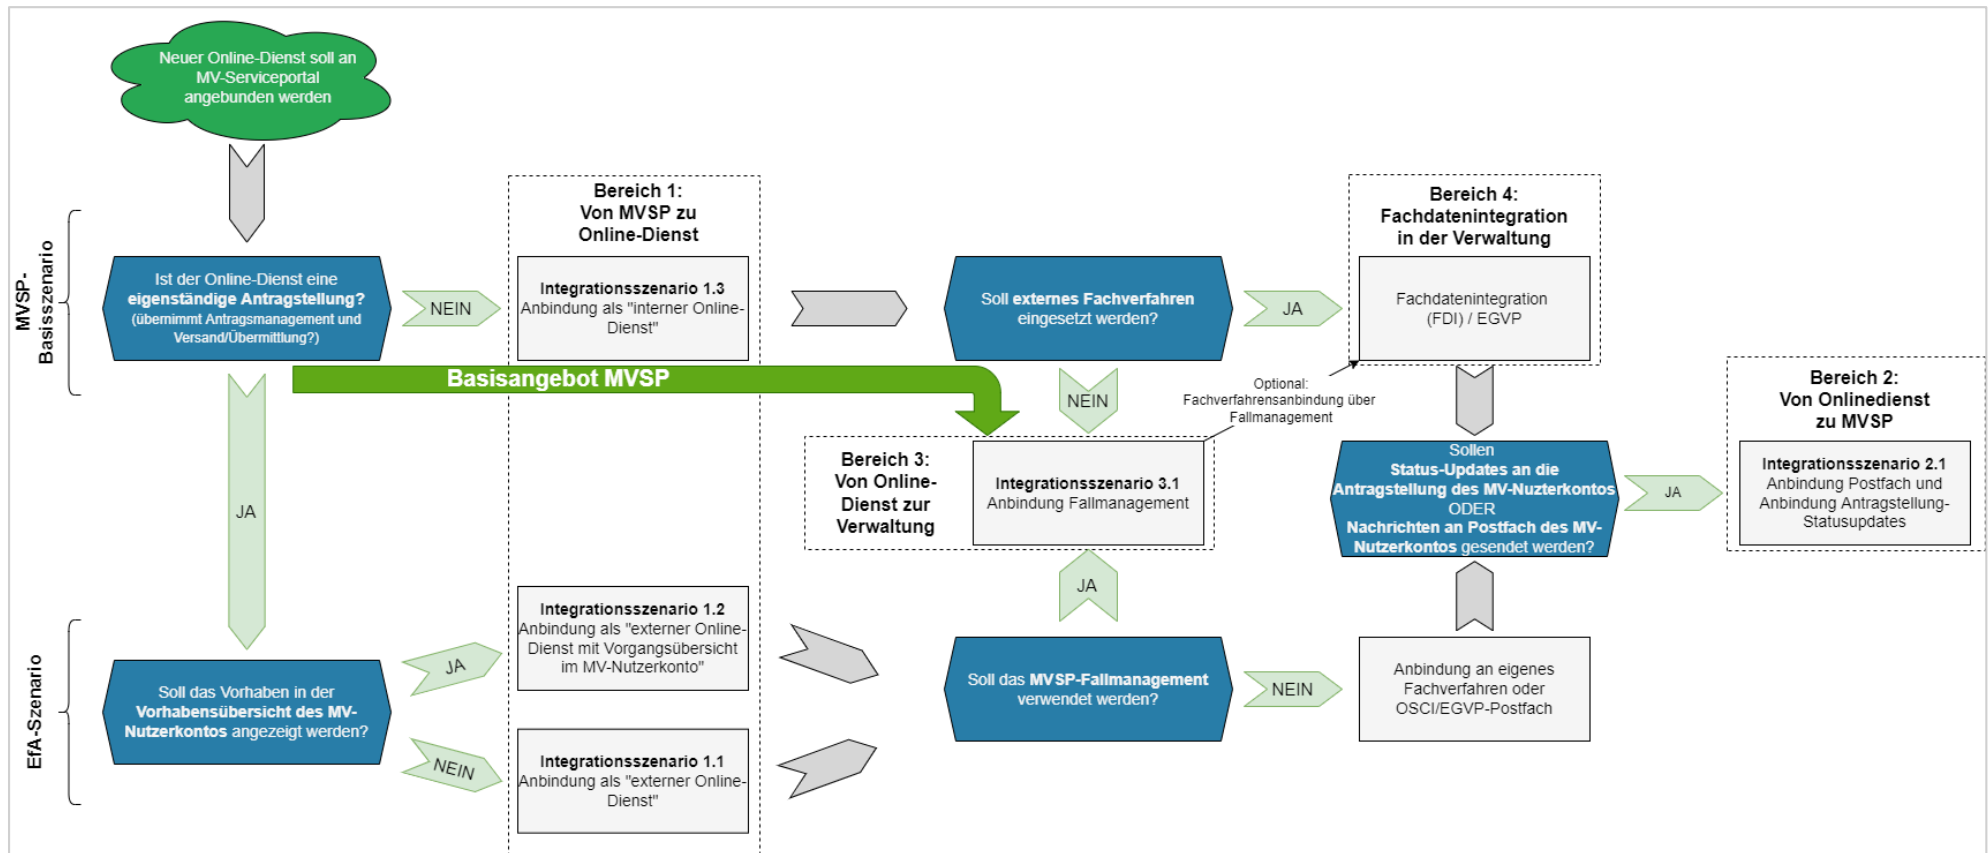 Neuer Online-Dienst soll an
MV-Serviceportal
angebunden werden
MVSP-
Basisszenario
Ist der Online-Dienst eine
eigenständige Antragstellung?
(übernimmt Antragsmanagement und
Versand/Übermittlung?)
NEIN
Bereich 1:
Von MVSP zu
Online-Dienst
Integrationsszenario 1.3
Anbindung als "interner Online-
Dienst"
Soll externes Fachverfahren
eingesetzt werden?
JA
Bereich 4:
Fachdatenintegration
in der Verwaltung
Fachdatenintegration
(FDI) / EGVP
Basisangebot MVSP
NEIN
Optional:
Fachverfahrensanbindung über
Fallmanagement
JA
Bereich 3:
Von Online-
Dienst zur
Verwaltung
Integrationsszenario 3.1
Anbindung Fallmanagement
Sollen
Status-Updates an die
Antragstellung des MV-Nuzterkontos
ODER
Nachrichten an Postfach des MV-
Nutzerkontos gesendet werden?
JA
Bereich 2:
Von Onlinedienst
zu MVSP
Integrationsszenario 2.1
Anbindung Postfach und
Anbindung Antragstellung-
Statusupdates
EfA-Szenario
Soll das Vorhaben in der
Vorhabensübersicht des MV-
Nutzerkontos angezeigt werden?
JA
NEIN
Integrationsszenario 1.2
Anbindung als "externer Online-
Dienst mit Vorgangsübersicht
im MV-Nutzerkonto"
Integrationsszenario 1.1
Anbindung als "externer Online-
Dienst"
JA
Soll das MVSP-Fallmanagement
verwendet werden?
NEIN
Anbindung an eigenes
Fachverfahren oder
OSCI/EGVP-Postfach